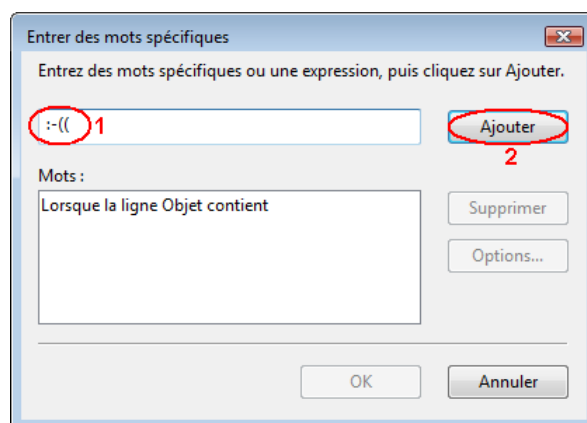 Entrer des mots spécifiques
Entrez des mots spécifiques ou une expression, puis cliquez sur Ajouter.
:-(( 1
Ajouter
2
Mots :
Lorsque la ligne Objet contient
Supprimer
Options...
OK
Annuler